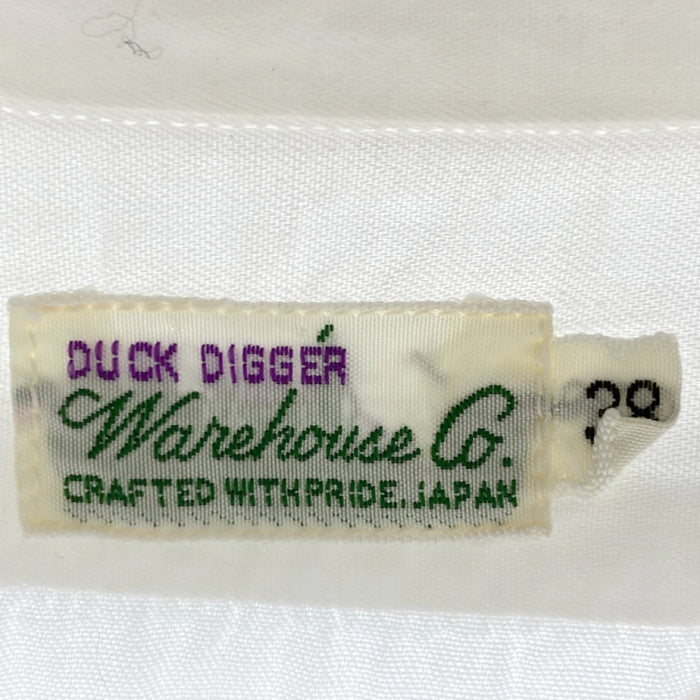 DUCK DIGGER
Warehouse Co.
CRAFTED WITH PRIDE. JAPAN
38